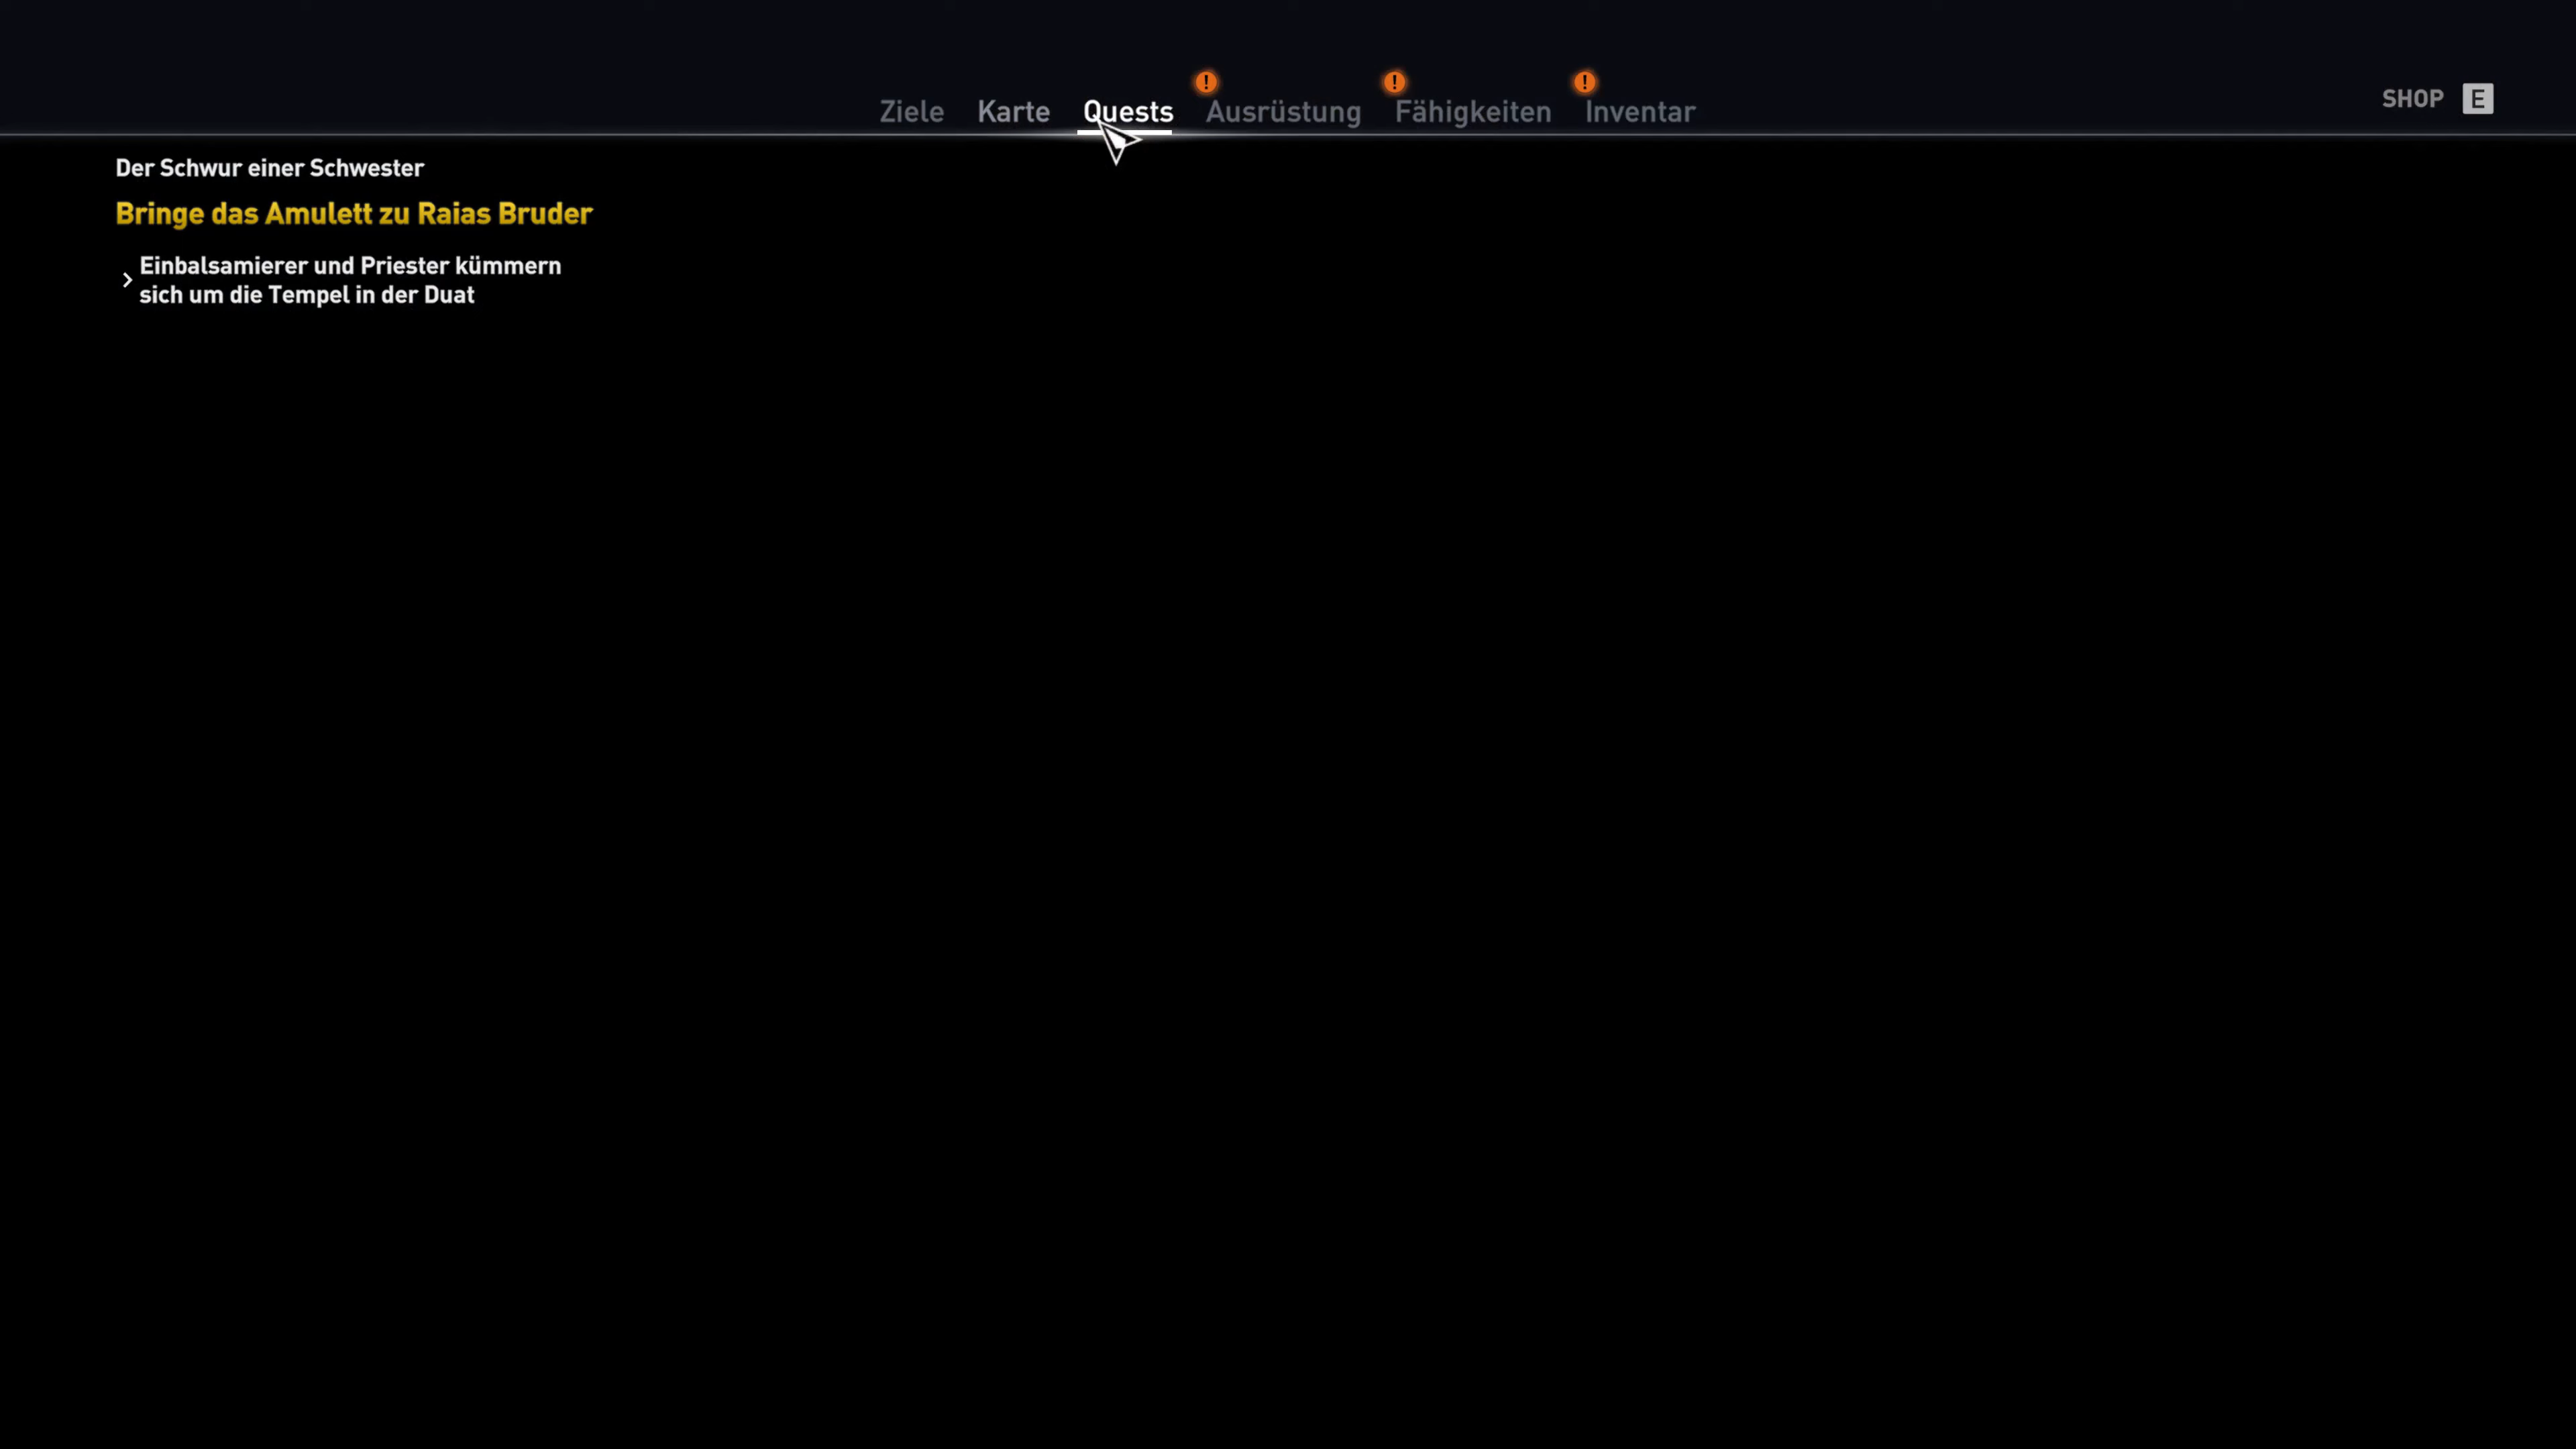 Ziele Karte Quests ! Ausrüstung ! Fähigkeiten ! Inventar
SHOP E
Der Schwur einer Schwester
Bringe das Amulett zu Raias Bruder
Einbalsamierer und Priester kümmern
sich um die Tempel in der Duat